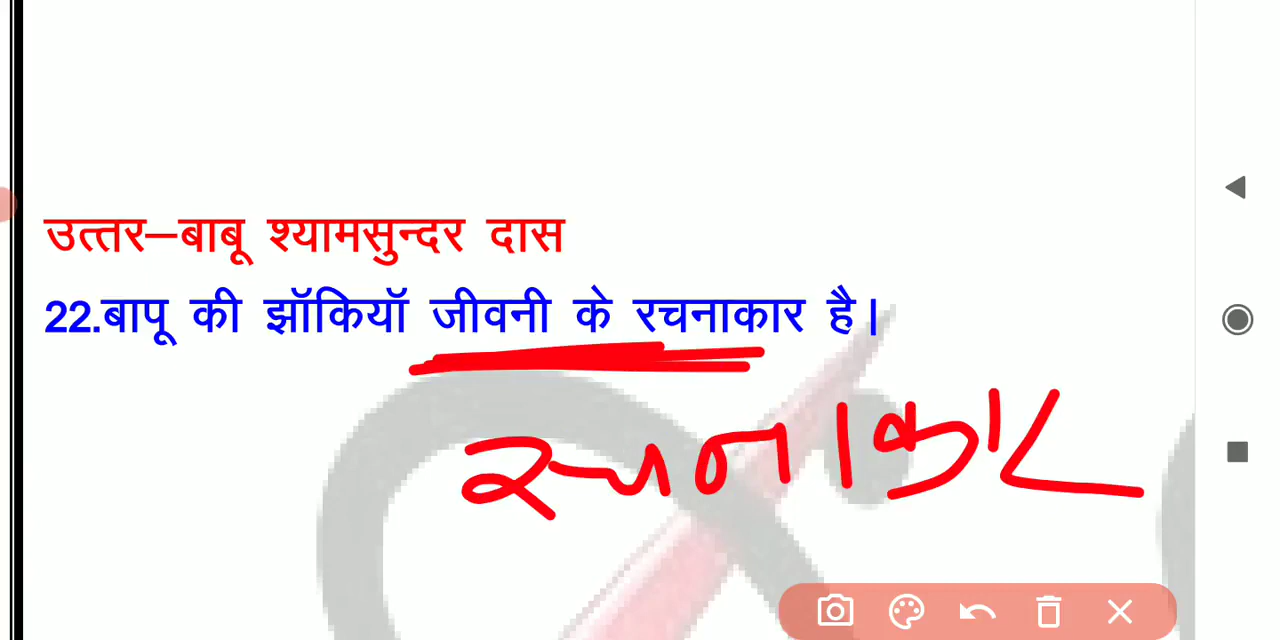 उत्तर–बाबू श्यामसुन्दर दास
22.बापू की झॉकियॉ जीवनी के रचनाकार है।
रचनाकार